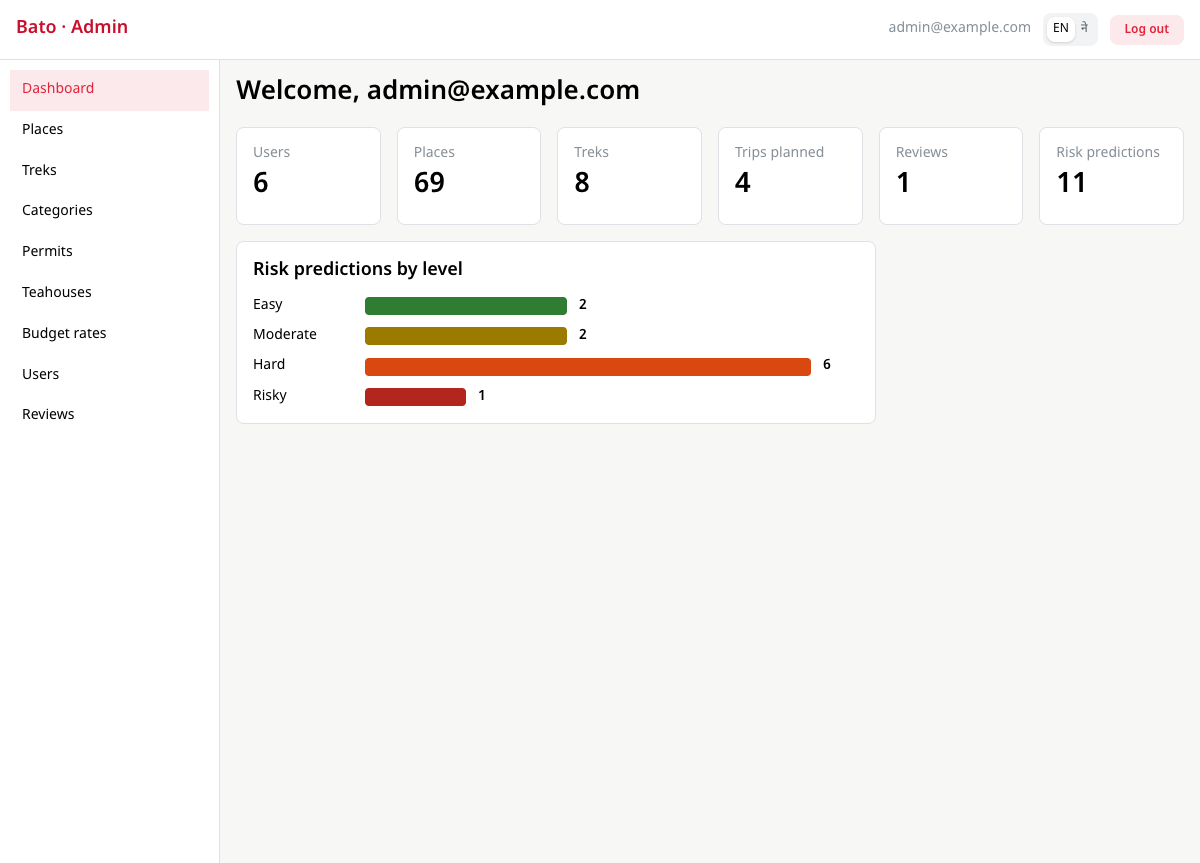 Bato · Admin
admin@example.com EN ने Log out
Dashboard
Places
Treks
Categories
Permits
Teahouses
Budget rates
Users
Reviews
Welcome, admin@example.com
Users Places Treks Trips planned Reviews Risk predictions
6 69 8 4 1 11
Risk predictions by level
Easy 2
Moderate 2
Hard 6
Risky 1